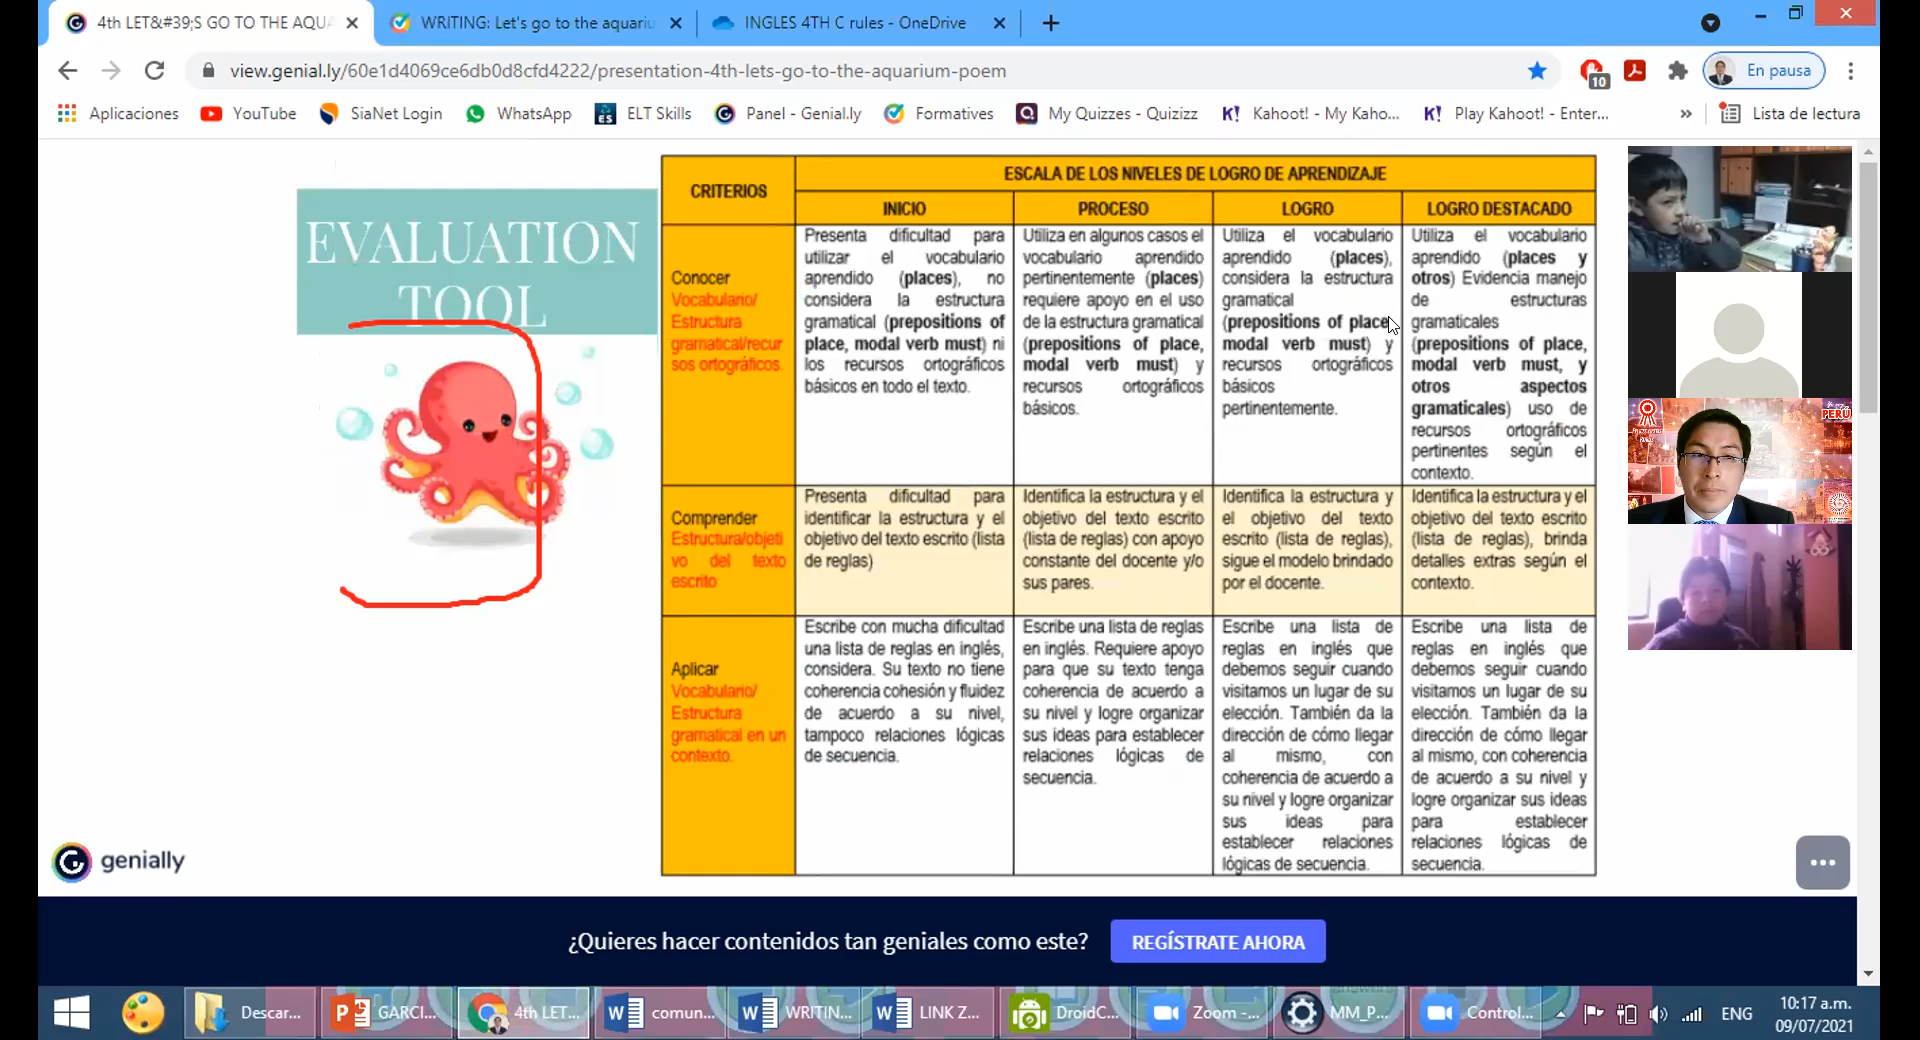 4th LET&#39;S GO TO THE AQUA
WRITING: Let's go to the aquariu
INGLES 4TH C rules - OneDrive
view.genial.ly/60e1d4069ce6db0d8cfd4222/presentation-4th-lets-go-to-the-aquarium-poem
10
En pausa
Aplicaciones
YouTube
SiaNet Login
WhatsApp
ELT Skills
Panel - Genial.ly
Formatives
My Quizzes - Quizizz
Kahoot! - My Kaho...
Play Kahoot! - Enter...
»
Lista de lectura
EVALUATION
TOOL
CRITERIOS
ESCALA DE LOS NIVELES DE LOGRO DE APRENDIZAJE
INICIO
PROCESO
LOGRO
LOGRO DESTACADO
Conocer
Vocabulario/
Estructura
gramatical/recur
sos ortográficos.
Presenta dificultad para
utilizar el vocabulario
aprendido (places), no
considera la estructura
gramatical (prepositions of
place, modal verb must) ni
los recursos ortográficos
básicos en todo el texto.
Utiliza en algunos casos el
vocabulario aprendido
pertinentemente (places)
requiere apoyo en el uso
de la estructura gramatical
(prepositions of place,
modal verb must) y
recursos ortográficos
básicos.
Utiliza el vocabulario
aprendido (places),
considera la estructura
gramatical
(prepositions of place
modal verb must) y
recursos ortográficos
básicos
pertinentemente.
Utiliza el vocabulario
aprendido (places y
otros) Evidencia manejo
de estructuras
gramaticales
(prepositions of place,
modal verb must, y
otros aspectos
gramaticales) uso de
recursos ortográficos
pertinentes según el
contexto.
Comprender
Estructura/objeti
vo del texto
escrito
Presenta dificultad para
identificar la estructura y el
objetivo del texto escrito (lista
de reglas)
Identifica la estructura y el
objetivo del texto escrito
(lista de reglas) con apoyo
constante del docente y/o
sus pares.
Identifica la estructura y
el objetivo del texto
escrito (lista de reglas),
sigue el modelo brindado
por el docente.
Identifica la estructura y el
objetivo del texto escrito
(lista de reglas), brinda
detalles extras según el
contexto.
Aplicar
Vocabulario/
Estructura
gramatical en un
contexto.
Escribe con mucha dificultad
una lista de reglas en inglés,
considera. Su texto no tiene
coherencia cohesión y fluidez
de acuerdo a su nivel,
tampoco relaciones lógicas
de secuencia.
Escribe una lista de reglas
en inglés. Requiere apoyo
para que su texto tenga
coherencia de acuerdo a
su nivel y logre organizar
sus ideas para establecer
relaciones lógicas de
secuencia.
Escribe una lista de
reglas en inglés que
debemos seguir cuando
visitamos un lugar de su
elección. También da la
dirección de cómo llegar
al mismo, con
coherencia de acuerdo a
su nivel y logre organizar
sus ideas para
establecer relaciones
lógicas de secuencia.
Escribe una lista de
reglas en inglés que
debemos seguir cuando
visitamos un lugar de su
elección. También da la
dirección de cómo llegar
al mismo, con coherencia
de acuerdo a su nivel y
logre organizar sus ideas
para establecer
relaciones lógicas de
secuencia.
PERÚ
genially
¿Quieres hacer contenidos tan geniales como este?
REGÍSTRATE AHORA
Descar...
GARCI...
4th LET...
comun...
WRITIN...
LINK Z...
DroidC...
Zoom -...
MM_P...
Control...
ENG
10:17 a.m.
09/07/2021